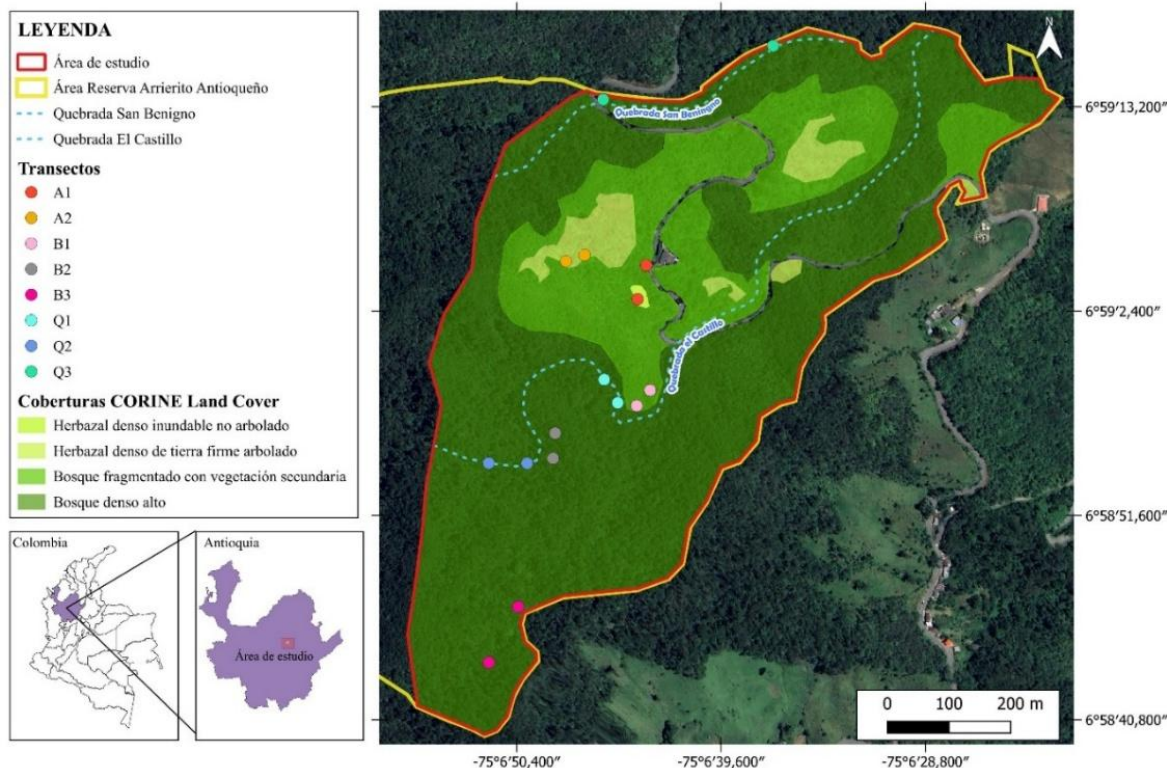 LEYENDA
Área de estudio
Área Reserva Arrierito Antioqueño
Quebrada San Benigno
Quebrada El Castillo
Transectos
A1
A2
B1
B2
B3
Q1
Q2
Q3
Coberturas CORINE Land Cover
Herbazal denso inundable no arbolado
Herbazal denso de tierra firme arbolado
Bosque fragmentado con vegetación secundaria
Bosque denso alto
Colombia
Antioquia
Área de estudio
Quebrada San Beningno
Quebrada el Castillo
N
6°59'13,200"
6°59'2,400"
6°58'51,600"
6°58'40,800"
0 100 200 m
-75°6'50,400" -75°6'39,600" -75°6'28,800"